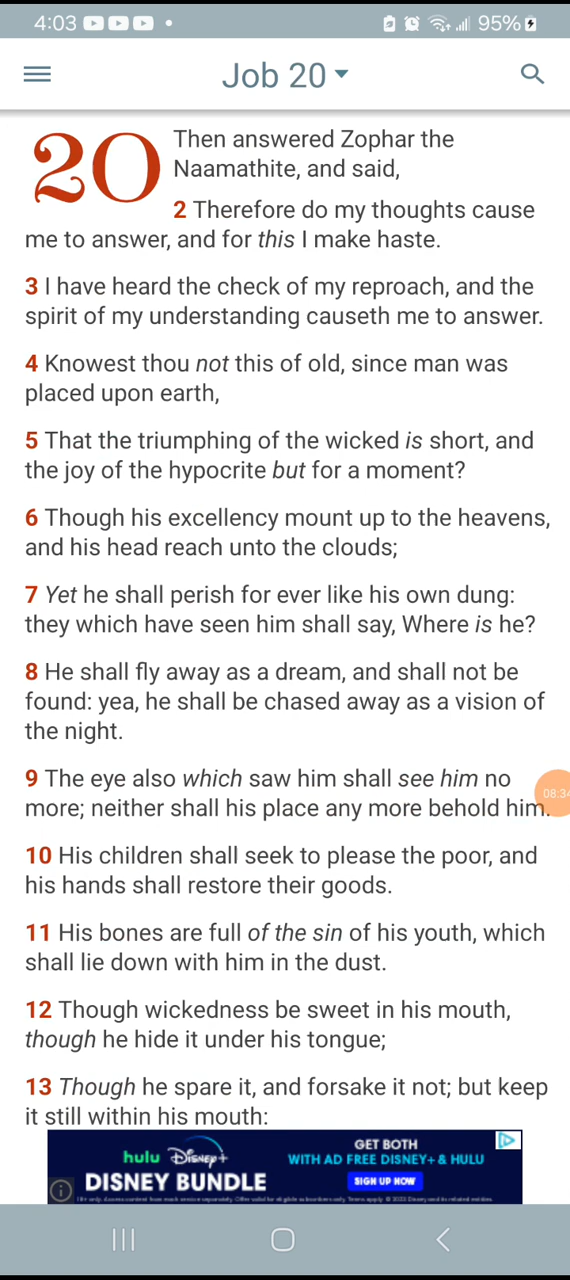 4:03
95%
Job 20
20 Then answered Zophar the
Naamathite, and said,
2 Therefore do my thoughts cause
me to answer, and for this I make haste.
3 I have heard the check of my reproach, and the
spirit of my understanding causeth me to answer.
4 Knowest thou not this of old, since man was
placed upon earth,
5 That the triumphing of the wicked is short, and
the joy of the hypocrite but for a moment?
6 Though his excellency mount up to the heavens,
and his head reach unto the clouds;
7 Yet he shall perish for ever like his own dung:
they which have seen him shall say, Where is he?
8 He shall fly away as a dream, and shall not be
found: yea, he shall be chased away as a vision of
the night.
9 The eye also which saw him shall see him no
more; neither shall his place any more behold him.
08:34
10 His children shall seek to please the poor, and
his hands shall restore their goods.
11 His bones are full of the sin of his youth, which
shall lie down with him in the dust.
12 Though wickedness be sweet in his mouth,
though he hide it under his tongue;
13 Though he spare it, and forsake it not; but keep
it still within his mouth:
hulu Disney+
DISNEY BUNDLE
GET BOTH
WITH AD FREE DISNEY+ & HULU
SIGN UP NOW